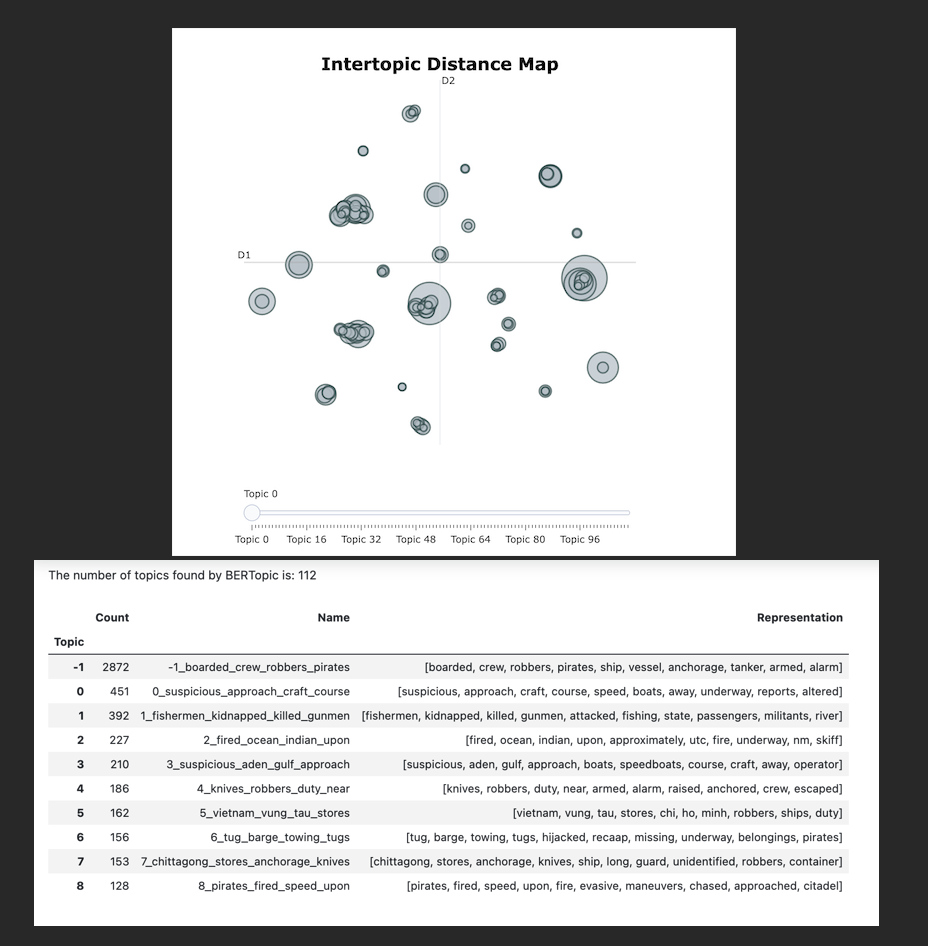 Intertopic Distance Map
D2
D1
Topic 0
Topic 0 Topic 16 Topic 32 Topic 48 Topic 64 Topic 80 Topic 96
The number of topics found by BERTopic is: 112
Count Name Representation
Topic
-1 2872 -1_boarded_crew_robbers_pirates [boarded, crew, robbers, pirates, ship, vessel, anchorage, tanker, armed, alarm]
0 451 0_suspicious_approach_craft_course [suspicious, approach, craft, course, speed, boats, away, underway, reports, altered]
1 392 1_fishermen_kidnapped_killed_gunmen [fishermen, kidnapped, killed, gunmen, attacked, fishing, state, passengers, militants, river]
2 227 2_fired_ocean_indian_upon [fired, ocean, indian, upon, approximately, utc, fire, underway, nm, skiff]
3 210 3_suspicious_aden_gulf_approach [suspicious, aden, gulf, approach, boats, speedboats, course, craft, away, operator]
4 186 4_knives_robbers_duty_near [knives, robbers, duty, near, armed, alarm, raised, anchored, crew, escaped]
5 162 5_vietnam_vung_tau_stores [vietnam, vung, tau, stores, chi, ho, minh, robbers, ships, duty]
6 156 6_tug_barge_towing_tugs [tug, barge, towing, tugs, hijacked, recaap, missing, underway, belongings, pirates]
7 153 7_chittagong_stores_anchorage_knives [chittagong, stores, anchorage, knives, ship, long, guard, unidentified, robbers, container]
8 128 8_pirates_fired_speed_upon [pirates, fired, speed, upon, fire, evasive, maneuvers, chased, approached, citadel]